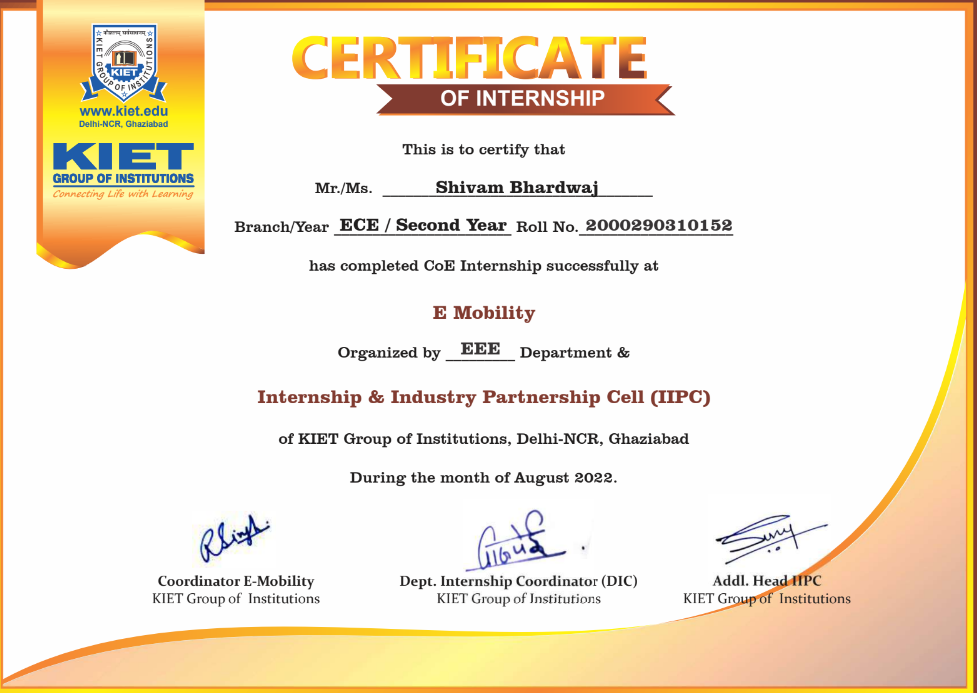 KIET GROUP OF INSTITUTIONS
KIET
www.kiet.edu
Delhi-NCR, Ghaziabad
KIET
GROUP OF INSTITUTIONS
Connecting Life with Learning
CERTIFICATE
OF INTERNSHIP
This is to certify that
Mr./Ms. Shivam Bhardwaj
Branch/Year ECE / Second Year Roll No. 2000290310152
has completed CoE Internship successfully at
E Mobility
Organized by EEE Department &
Internship & Industry Partnership Cell (IIPC)
of KIET Group of Institutions, Delhi-NCR, Ghaziabad
During the month of August 2022.
RSingh.
Coordinator E-Mobility
KIET Group of Institutions
Dept. Internship Coordinator (DIC)
KIET Group of Institutions
Addl. Head IIPC
KIET Group of Institutions